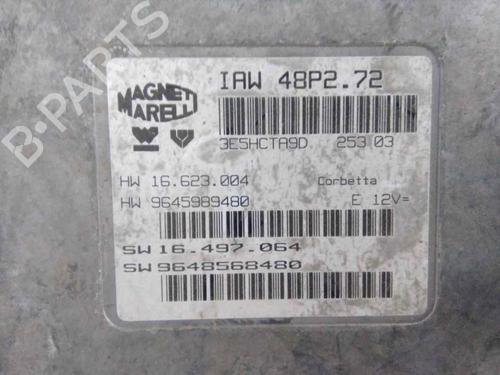 B-PARTS
MAGNETI
MARELLI
IAW 48P2.72
3E5HCTA9D 253 03
HW 16.623.004 Corbetta
HW 9645989480 E 12V=
SW 16.497.064
SW 9648568480